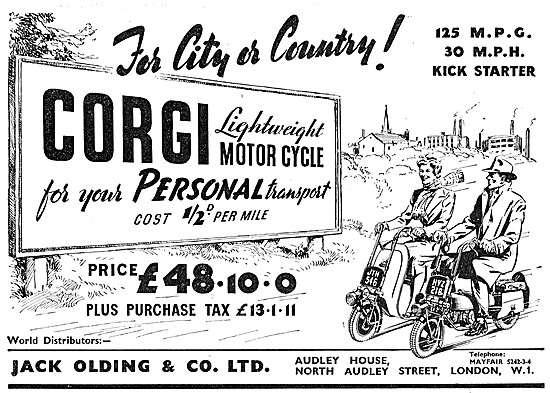 For City or Country!
125 M.P.G.
30 M.P.H.
KICK STARTER
CORGI Lightweight
MOTOR CYCLE
for your PERSONAL transport
COST 1/2D PER MILE
PRICE £48·10·0
PLUS PURCHASE TAX £13·1·11
World Distributors:—
JACK OLDING & CO. LTD.
AUDLEY HOUSE,
NORTH AUDLEY STREET, LONDON, W.1.
Telephone:
MAYFAIR 5242-3-4